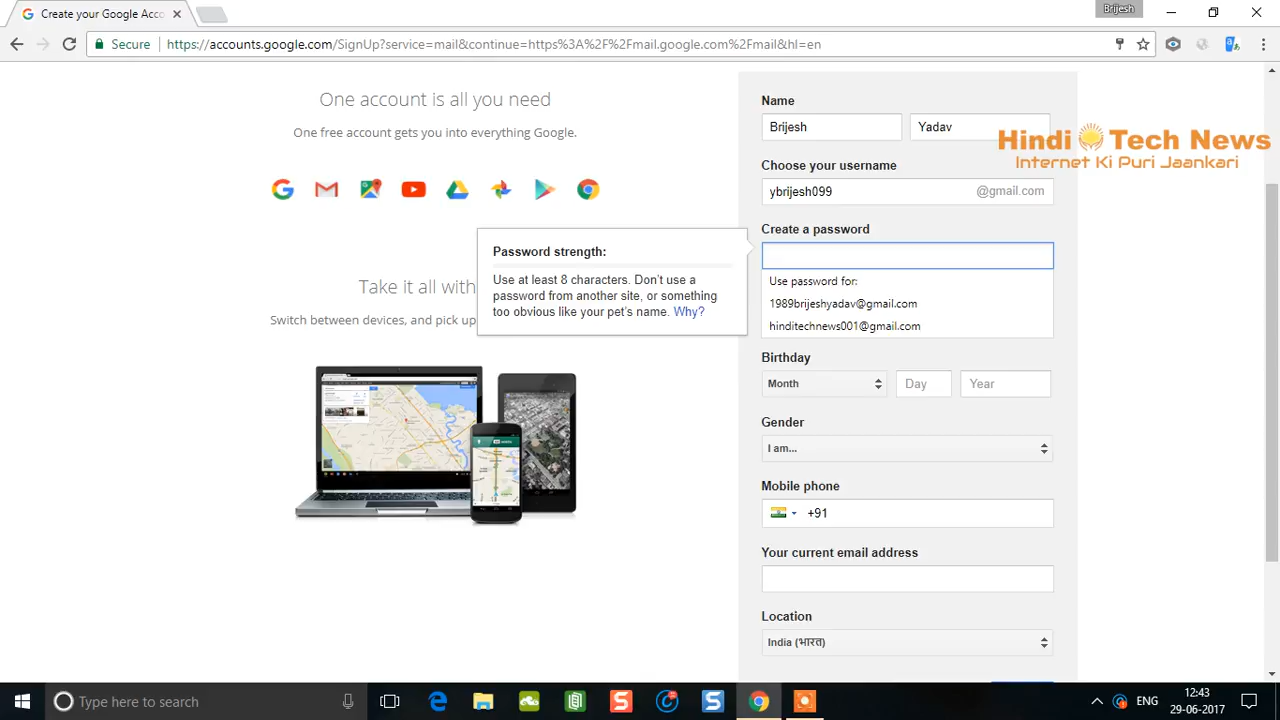 Create your Google Acco
Brijesh
Secure
https://accounts.google.com/SignUp?service=mail&continue=https%3A%2F%2Fmail.google.com%2Fmail&hl=en
One account is all you need
One free account gets you into everything Google.
Take it all with
Switch between devices, and pick up
Password strength:
Use at least 8 characters. Don't use a
password from another site, or something
too obvious like your pet's name. Why?
Name
Brijesh Yadav
Hindi Tech News
Internet Ki Puri Jaankari
Choose your username
ybrijesh099 @gmail.com
Create a password
Use password for:
1989brijeshyadav@gmail.com
hinditechnews001@gmail.com
Birthday
Month Day Year
Gender
I am...
Mobile phone
+91
Your current email address
Location
India (भारत)
Type here to search
ENG
12:43
29-06-2017